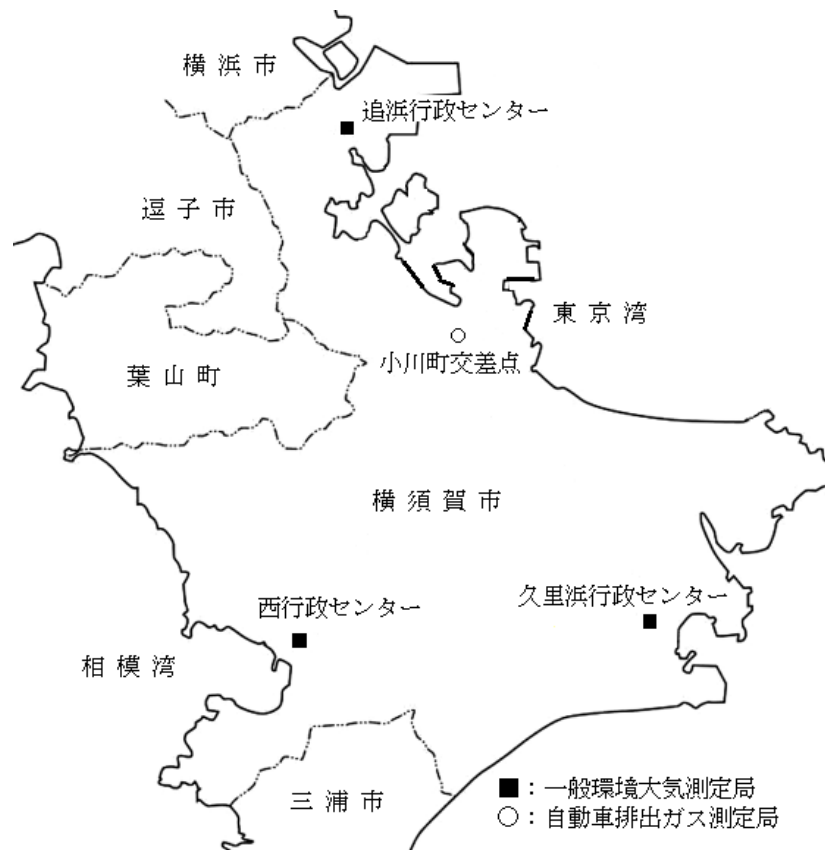 横浜市
追浜行政センター
逗子市
東京湾
小川町交差点
葉山町
横須賀市
久里浜行政センター
西行政センター
相模湾
■：一般環境大気測定局
三浦市
○：自動車排出ガス測定局